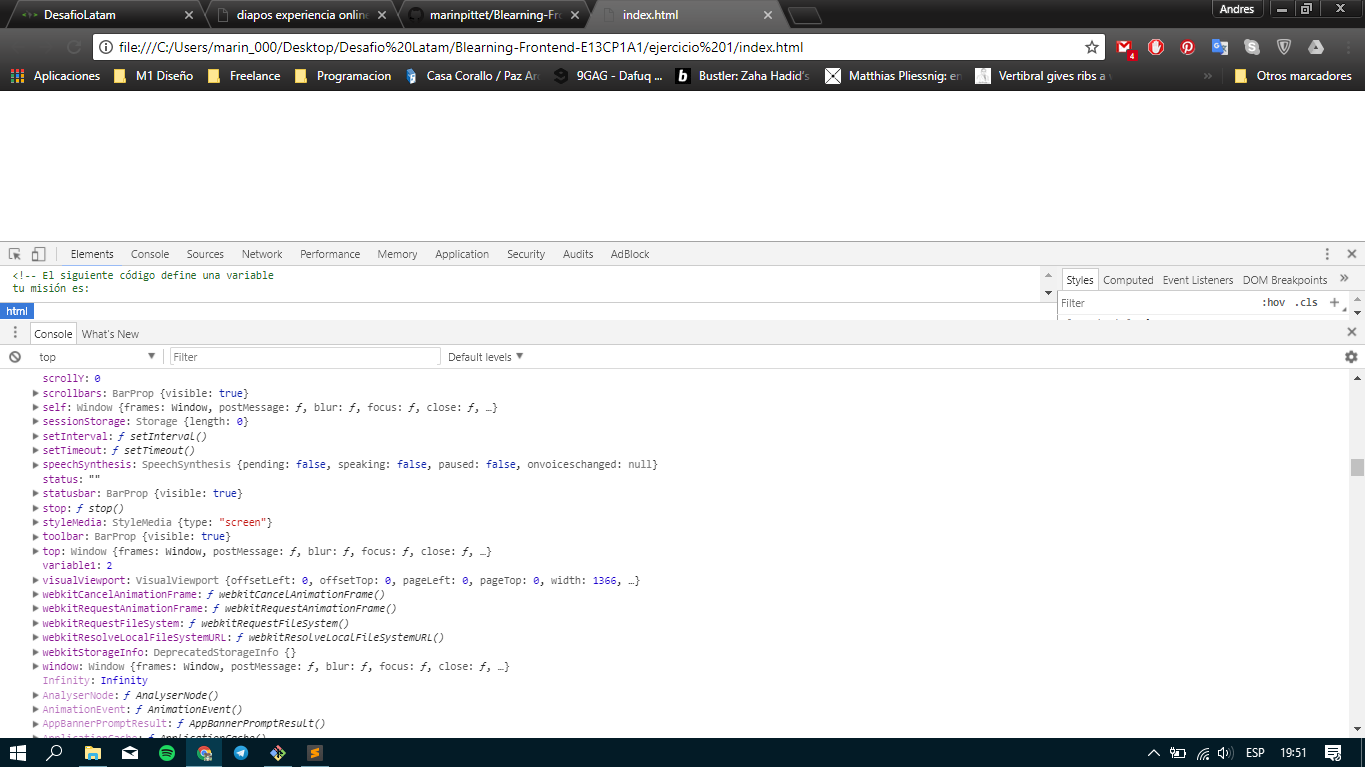 DesafioLatam
diapos experiencia online
marinpittet/Blearning-Fro
index.html
Andres
file:///C:/Users/marin_000/Desktop/Desafio%20Latam/Blearning-Frontend-E13CP1A1/ejercicio%201/index.html
4
Aplicaciones M1 Diseño Freelance Programacion Casa Corallo / Paz Ar 9GAG - Dafuq ... Bustler: Zaha Hadid's Matthias Pliessnig: en Vertibral gives ribs a » Otros marcadores
Elements Console Sources Network Performance Memory Application Security Audits AdBlock
<!-- El siguiente código define una variable
tu misión es:
html
Styles Computed Event Listeners DOM Breakpoints »
Filter :hov .cls +
Console What's New
top Filter Default levels
scrollY: 0
scrollbars: BarProp {visible: true}
self: Window {frames: Window, postMessage: ƒ, blur: ƒ, focus: ƒ, close: ƒ, …}
sessionStorage: Storage {length: 0}
setInterval: ƒ setInterval()
setTimeout: ƒ setTimeout()
speechSynthesis: SpeechSynthesis {pending: false, speaking: false, paused: false, onvoiceschanged: null}
status: ""
statusbar: BarProp {visible: true}
stop: ƒ stop()
styleMedia: StyleMedia {type: "screen"}
toolbar: BarProp {visible: true}
top: Window {frames: Window, postMessage: ƒ, blur: ƒ, focus: ƒ, close: ƒ, …}
variable1: 2
visualViewport: VisualViewport {offsetLeft: 0, offsetTop: 0, pageLeft: 0, pageTop: 0, width: 1366, …}
webkitCancelAnimationFrame: ƒ webkitCancelAnimationFrame()
webkitRequestAnimationFrame: ƒ webkitRequestAnimationFrame()
webkitRequestFileSystem: ƒ webkitRequestFileSystem()
webkitResolveLocalFileSystemURL: ƒ webkitResolveLocalFileSystemURL()
webkitStorageInfo: DeprecatedStorageInfo {}
window: Window {frames: Window, postMessage: ƒ, blur: ƒ, focus: ƒ, close: ƒ, …}
Infinity: Infinity
AnalyserNode: ƒ AnalyserNode()
AnimationEvent: ƒ AnimationEvent()
AppBannerPromptResult: ƒ AppBannerPromptResult()
ApplicationCache: ƒ ApplicationCache()
ESP 19:51